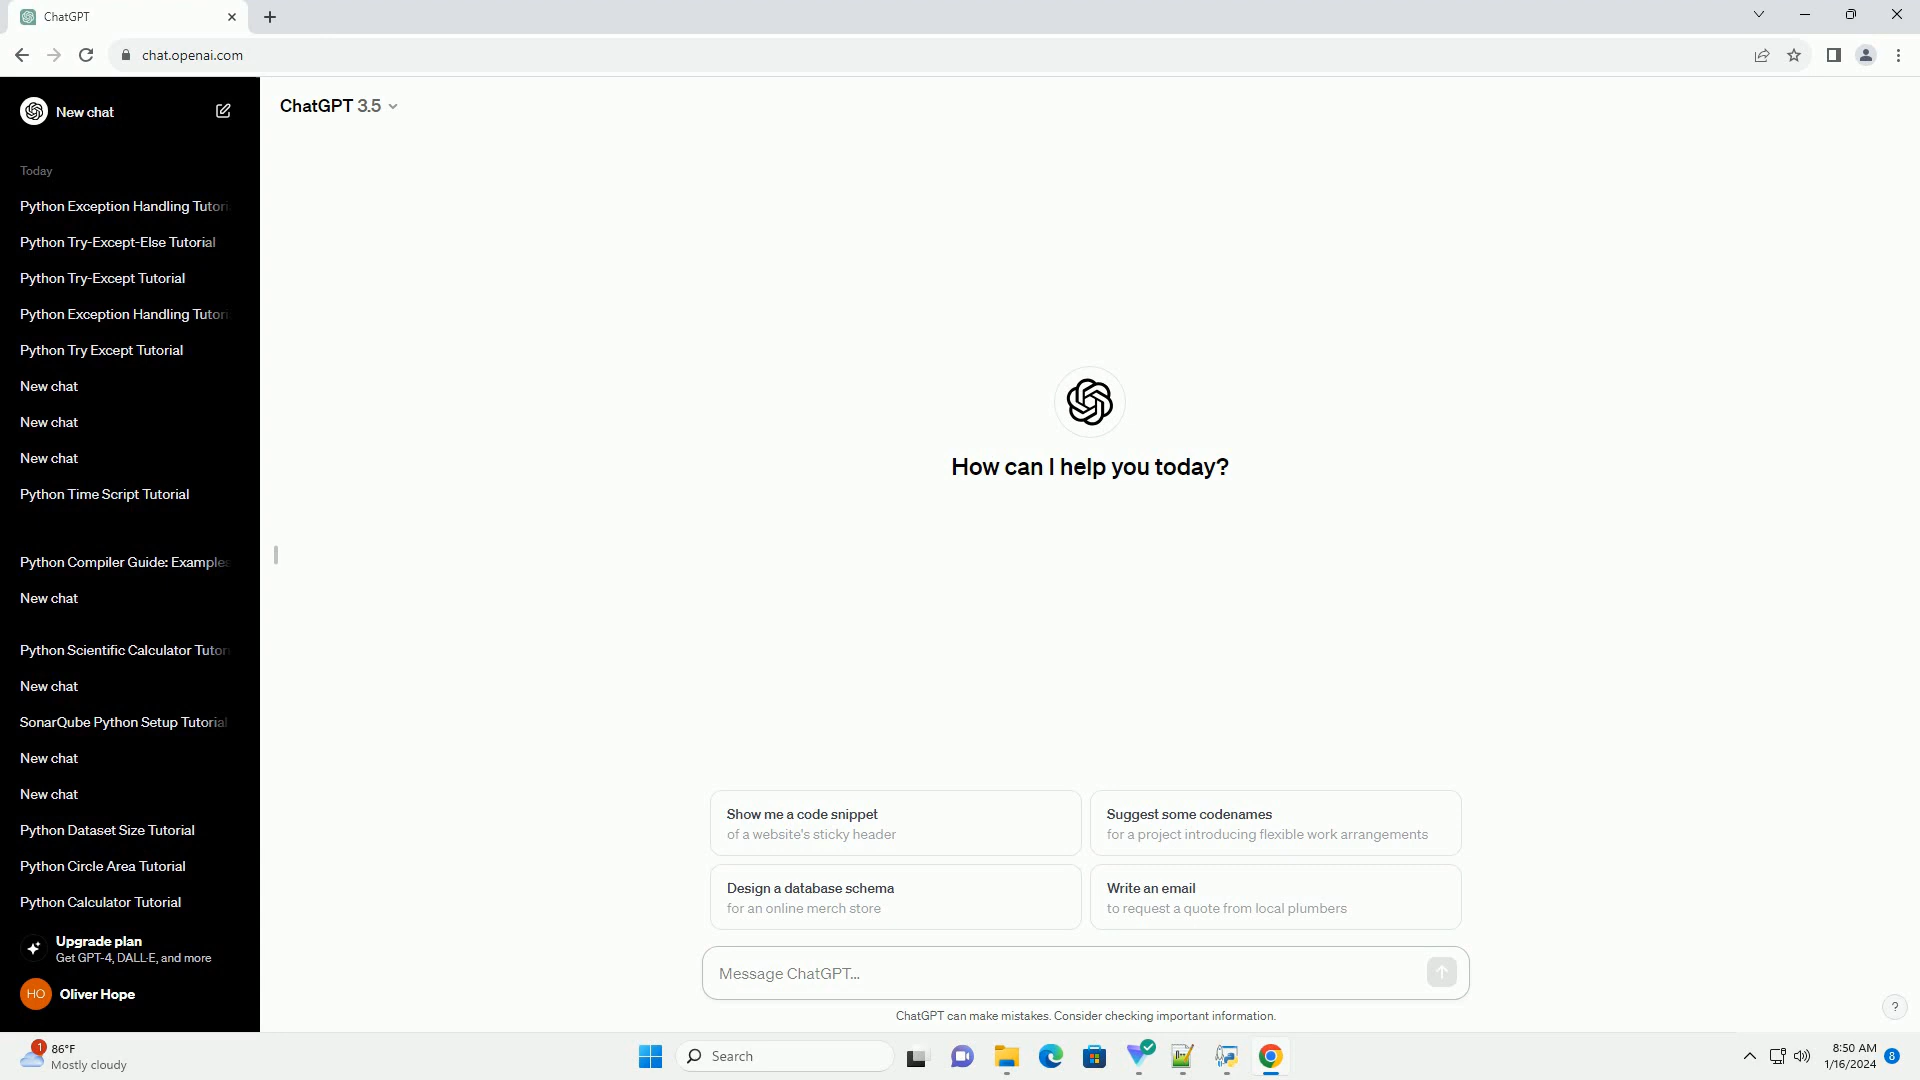 ChatGPT
chat.openai.com
New chat
ChatGPT 3.5
Today
Python Exception Handling Tutori
Python Try-Except-Else Tutorial
Python Try-Except Tutorial
Python Exception Handling Tutori
Python Try Except Tutorial
New chat
New chat
New chat
Python Time Script Tutorial
Python Compiler Guide: Examples
New chat
Python Scientific Calculator Tutori
New chat
SonarQube Python Setup Tutorial
New chat
New chat
Python Dataset Size Tutorial
Python Circle Area Tutorial
Python Calculator Tutorial
Upgrade plan
Get GPT-4, DALL·E, and more
HO
Oliver Hope
How can I help you today?
Show me a code snippet
of a website's sticky header
Suggest some codenames
for a project introducing flexible work arrangements
Design a database schema
for an online merch store
Write an email
to request a quote from local plumbers
Message ChatGPT...
ChatGPT can make mistakes. Consider checking important information.
?
1
86°F
Mostly cloudy
Search
8:50 AM
1/16/2024
8